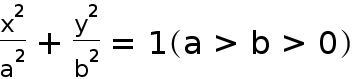 x²/a² + y²/b² = 1(a > b > 0)